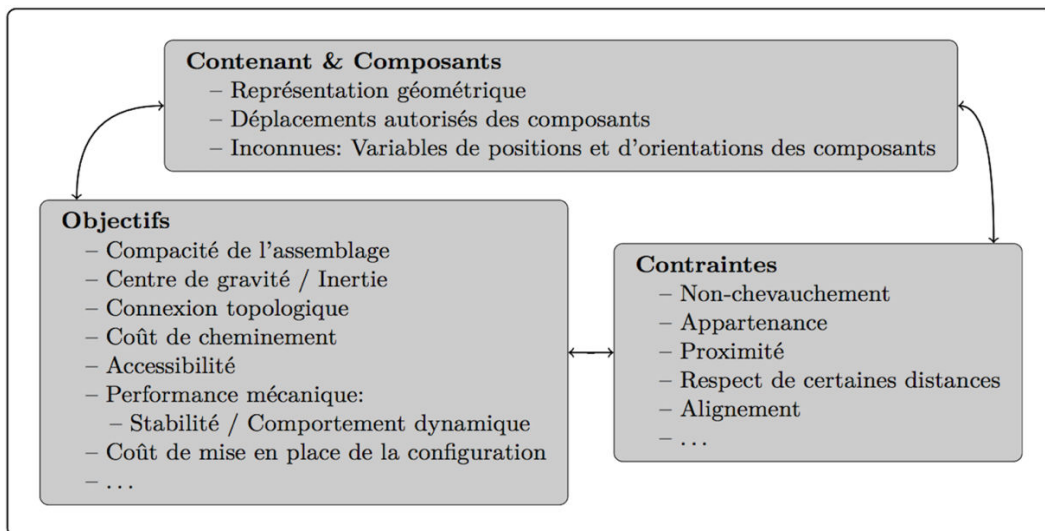 Contenant & Composants
– Représentation géométrique
– Déplacements autorisés des composants
– Inconnues: Variables de positions et d'orientations des composants
Objectifs
– Compacité de l'assemblage
– Centre de gravité / Inertie
– Connexion topologique
– Coût de cheminement
– Accessibilité
– Performance mécanique:
– Stabilité / Comportement dynamique
– Coût de mise en place de la configuration
– ...
Contraintes
– Non-chevauchement
– Appartenance
– Proximité
– Respect de certaines distances
– Alignement
– ...